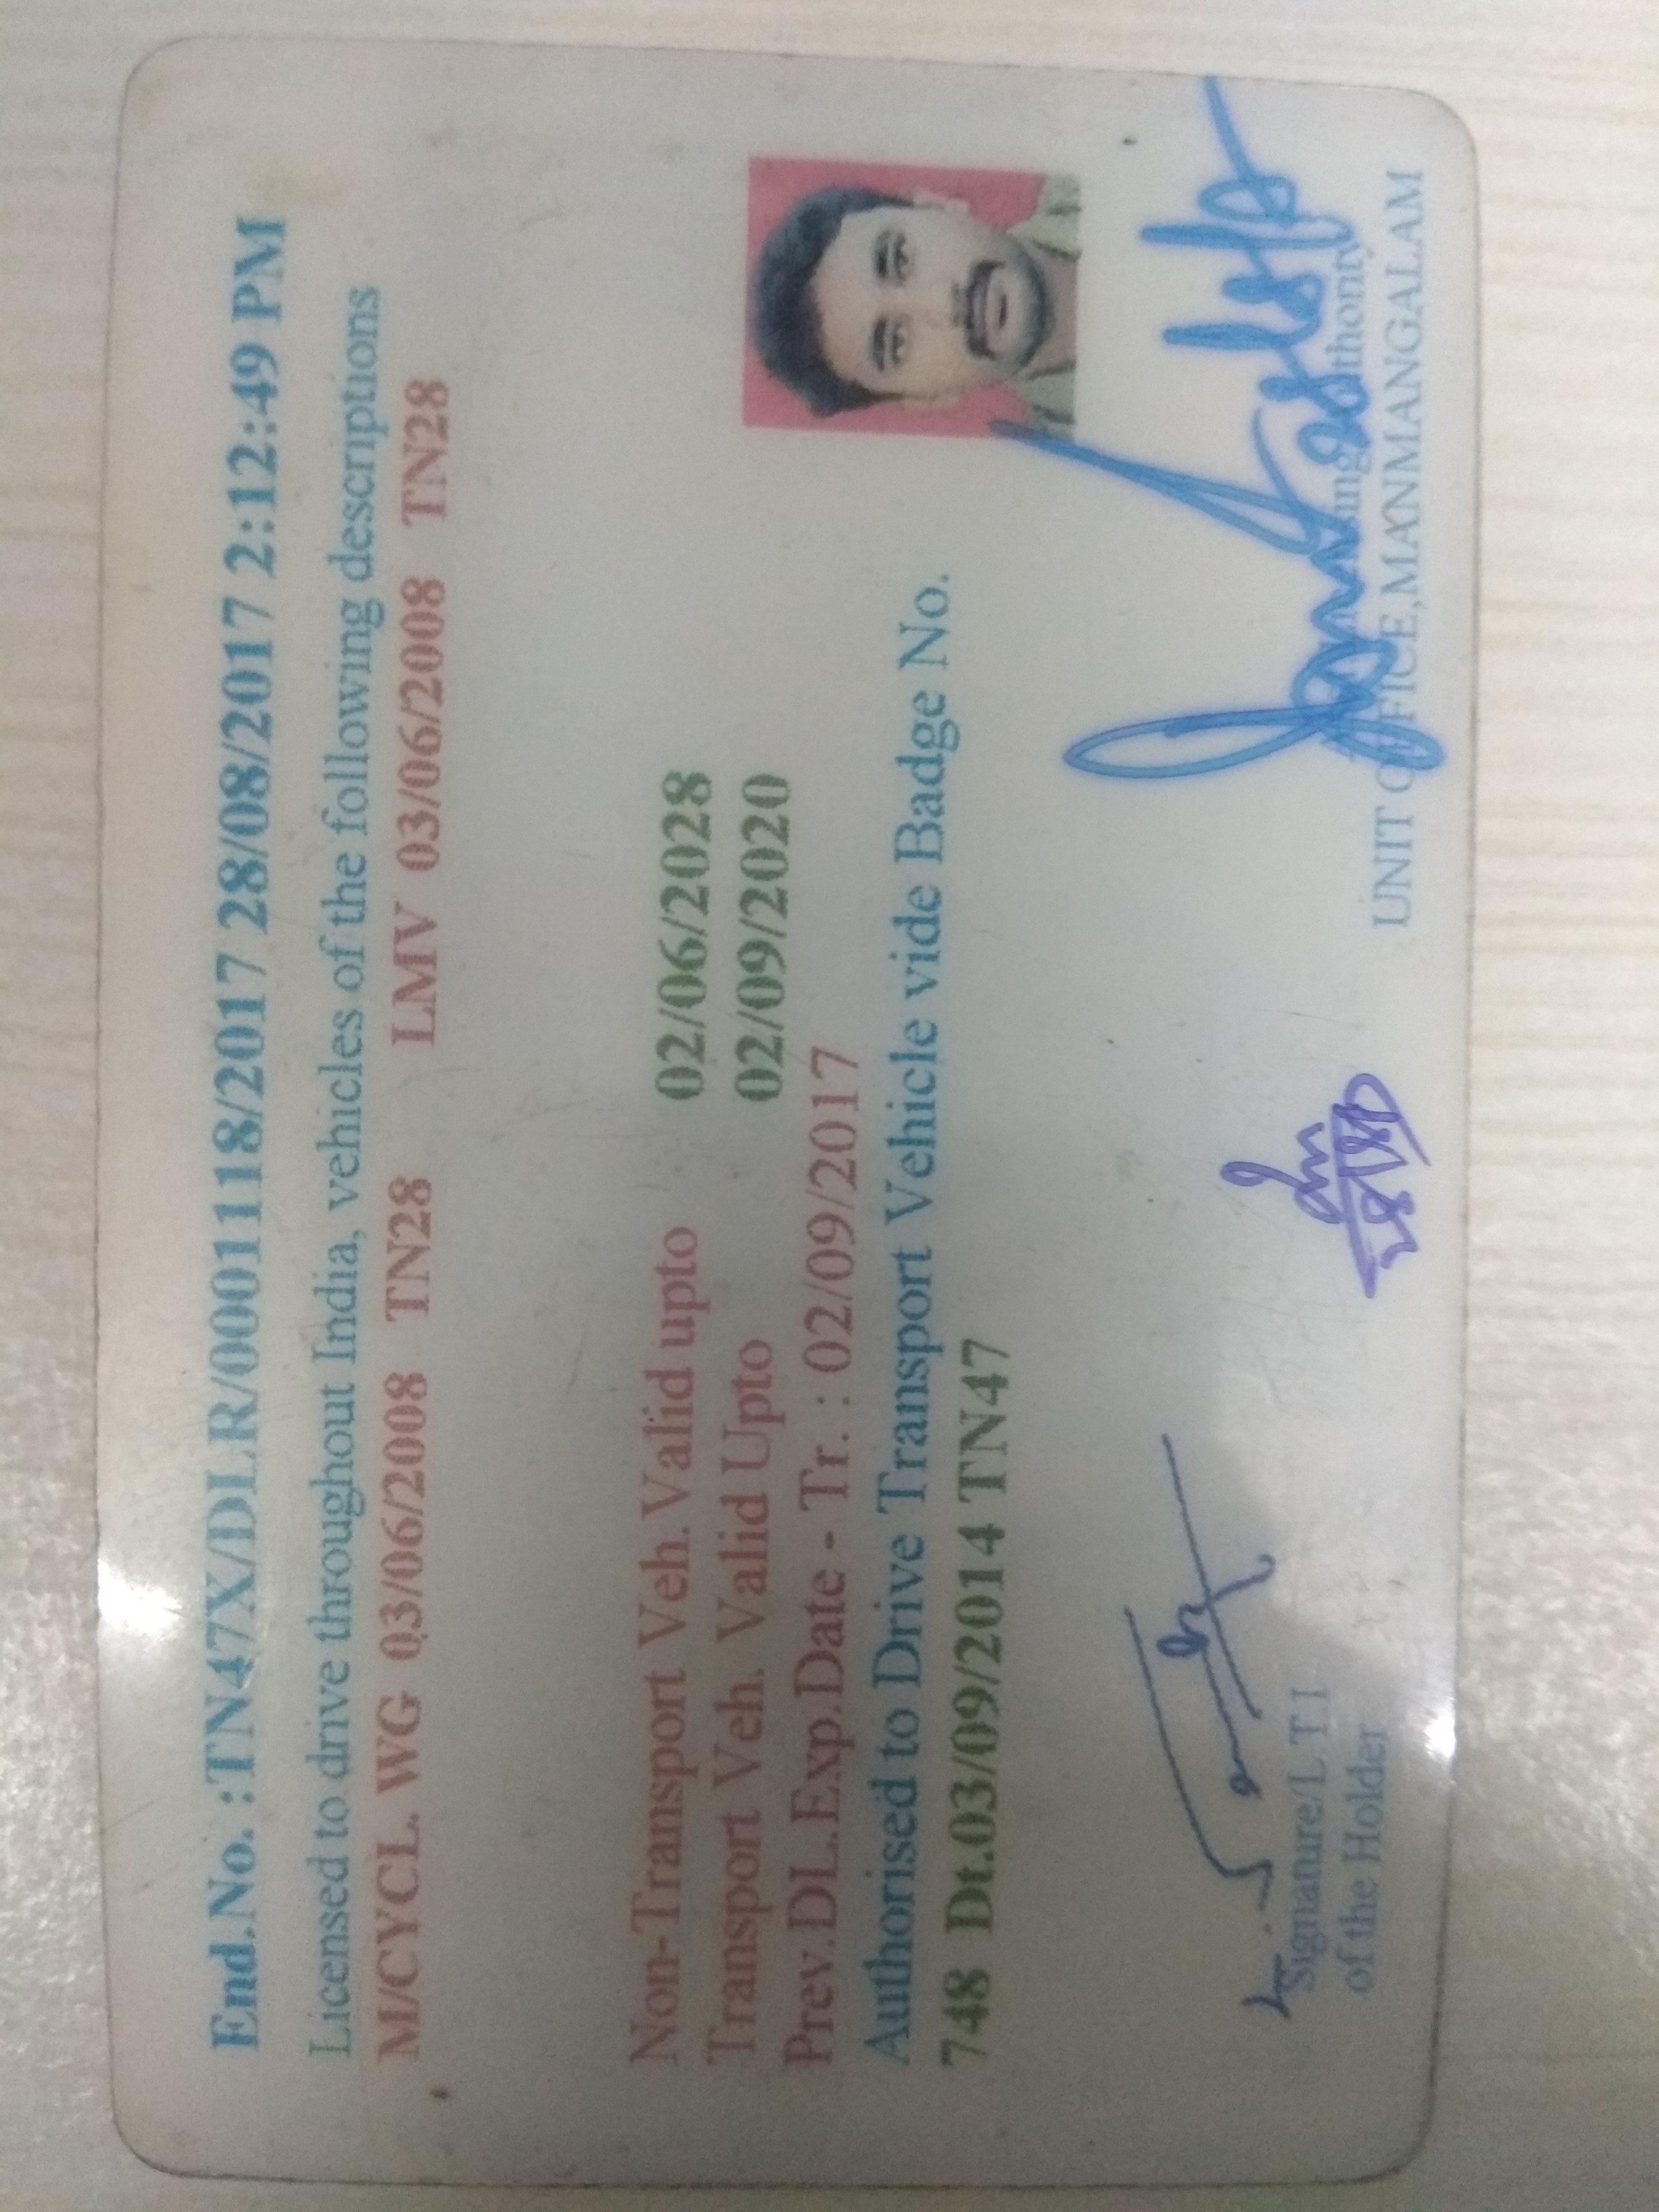 End.No. :TN47X/DLR/0001118/2017 28/08/2017 2:12:49 PM
Licensed to drive throughout India, vehicles of the following descriptions
M/CYCL. WG 03/06/2008 TN28 LMV 03/06/2008 TN28
Non-Transport Veh.Valid upto 02/06/2028
Transport Veh. Valid Upto 02/09/2020
Prev.DL.Exp.Date - Tr. : 02/09/2017
Authorised to Drive Transport Vehicle vide Badge No.
748 Dt.03/09/2014 TN47
Signature/L T I
of the Holder
UNIT OFFICE,MANMANGALAM